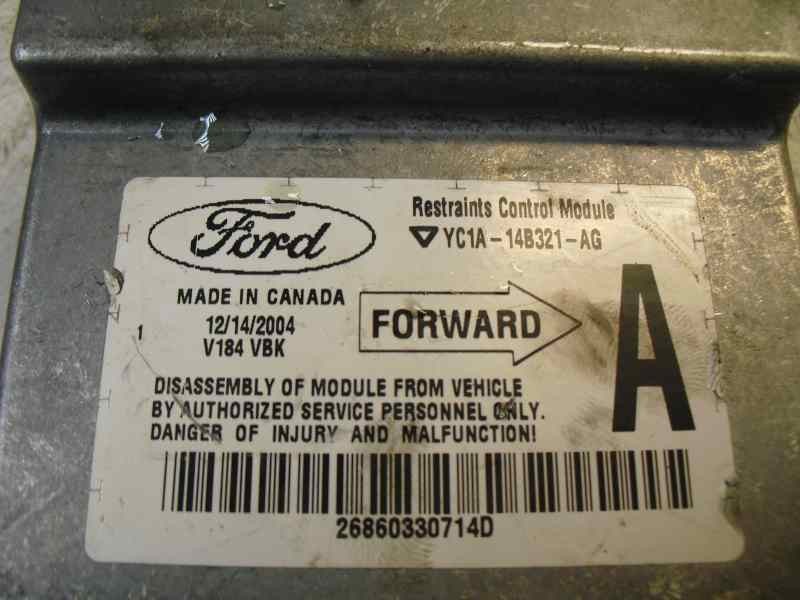 Ford
Restraints Control Module
YC1A-14B321-AG
MADE IN CANADA
12/14/2004
V184 VBK
1
FORWARD
A
DISASSEMBLY OF MODULE FROM VEHICLE
BY AUTHORIZED SERVICE PERSONNEL ONLY.
DANGER OF INJURY AND MALFUNCTION!
26860330714D